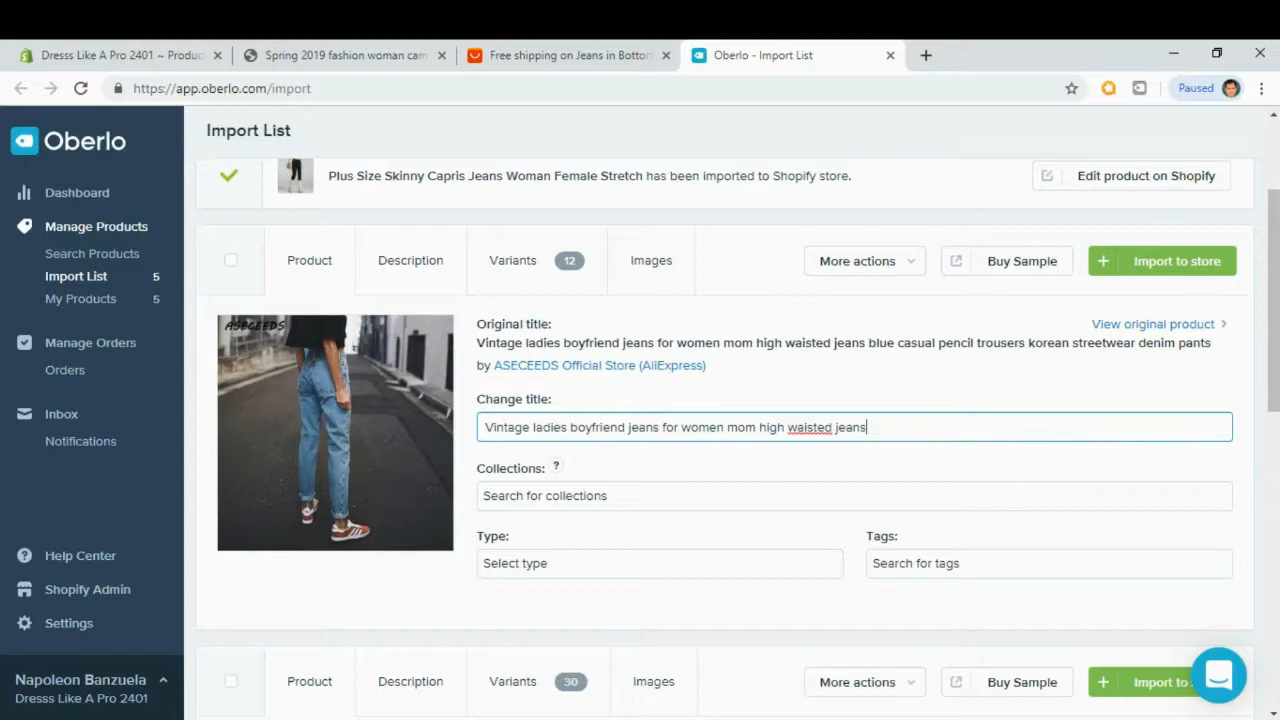 Dresss Like A Pro 2401 ~ Produc
Spring 2019 fashion woman cam
Free shipping on Jeans in Bottom
Oberlo - Import List
https://app.oberlo.com/import
Paused
Oberlo
Import List
Dashboard
Manage Products
Search Products
Import List 5
My Products 5
Manage Orders
Orders
Inbox
Notifications
Help Center
Shopify Admin
Settings
Napoleon Banzuela
Dresss Like A Pro 2401
Plus Size Skinny Capris Jeans Woman Female Stretch has been imported to Shopify store.
Edit product on Shopify
Product Description Variants 12 Images More actions Buy Sample + Import to store
ASECEEDS
Original title:
View original product
Vintage ladies boyfriend jeans for women mom high waisted jeans blue casual pencil trousers korean streetwear denim pants
by ASECEEDS Official Store (AliExpress)
Change title:
Vintage ladies boyfriend jeans for women mom high waisted jeans
Collections: ?
Search for collections
Type: Tags:
Select type Search for tags
Product Description Variants 30 Images More actions Buy Sample + Import to